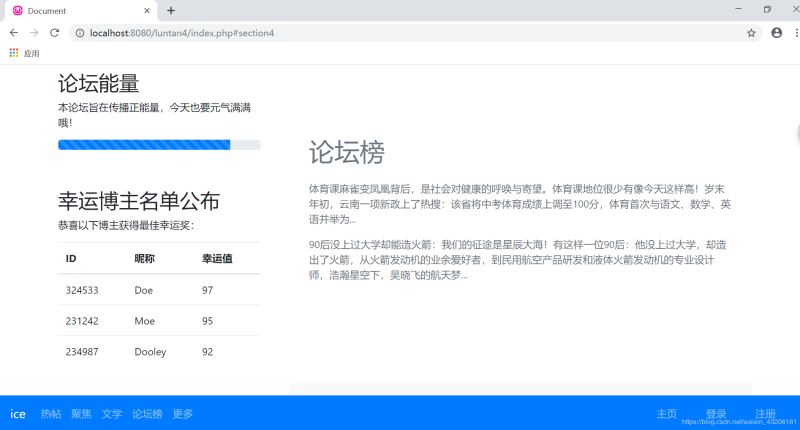 Document
localhost:8080/luntan4/index.php#section4
应用
论坛能量
本论坛旨在传播正能量，今天也要元气满满
哦！
幸运博主名单公布
恭喜以下博主获得最佳幸运奖：
ID 昵称 幸运值
324533 Doe 97
231242 Moe 95
234987 Dooley 92
论坛榜
体育课麻雀变凤凰背后，是社会对健康的呼唤与寄望。体育课地位很少有像今天这样高！岁末
年初，云南一项新政上了热搜：该省将中考体育成绩上调至100分，体育首次与语文、数学、英
语并举为...
90后没上过大学却能造火箭：我们的征途是星辰大海！有这样一位90后：他没上过大学，却造
出了火箭，从火箭发动机的业余爱好者，到民用航空产品研发和液体火箭发动机的专业设计
师，浩瀚星空下，吴晓飞的航天梦...
ice 热帖 聚焦 文学 论坛榜 更多 主页 登录 注册
https://blog.csdn.net/weixin_43206161